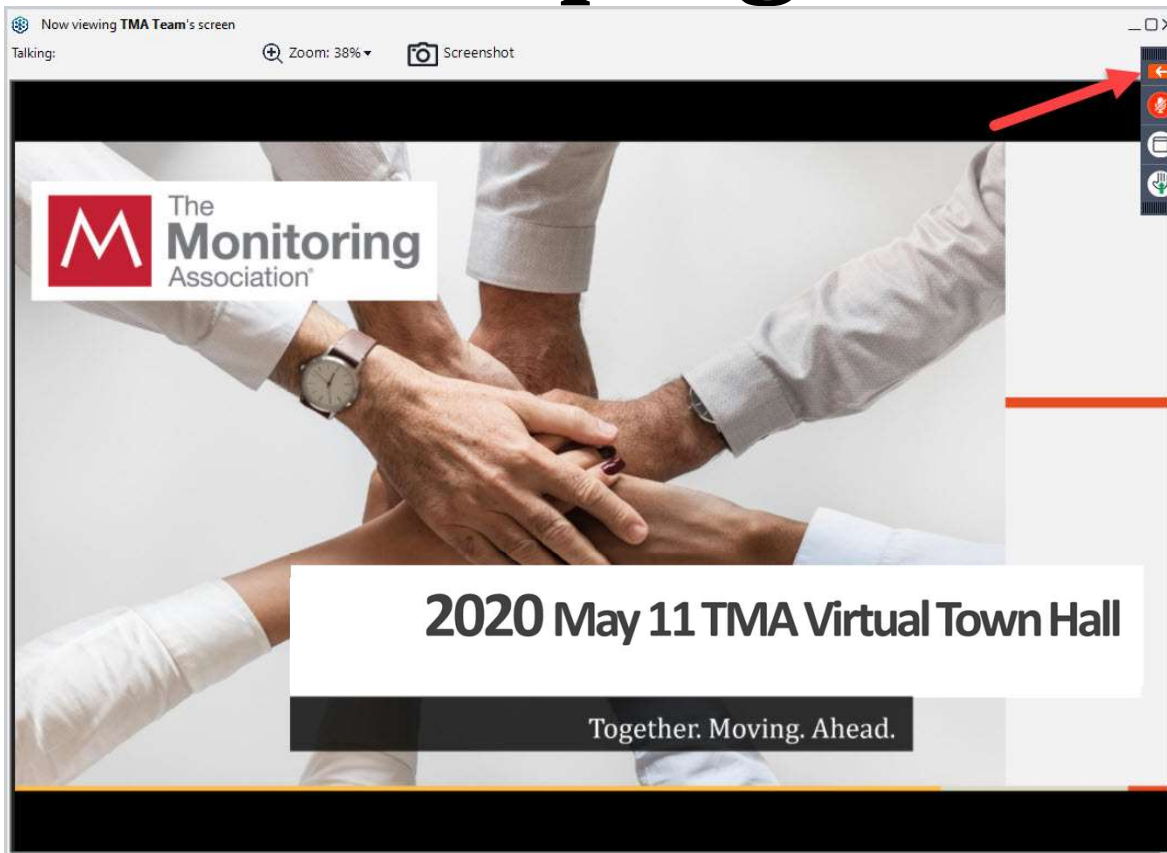 Now viewing TMA Team's screen
Talking:
Zoom: 38%
Screenshot
The
Monitoring
Association®
2020 May 11 TMA Virtual Town Hall
Together. Moving. Ahead.